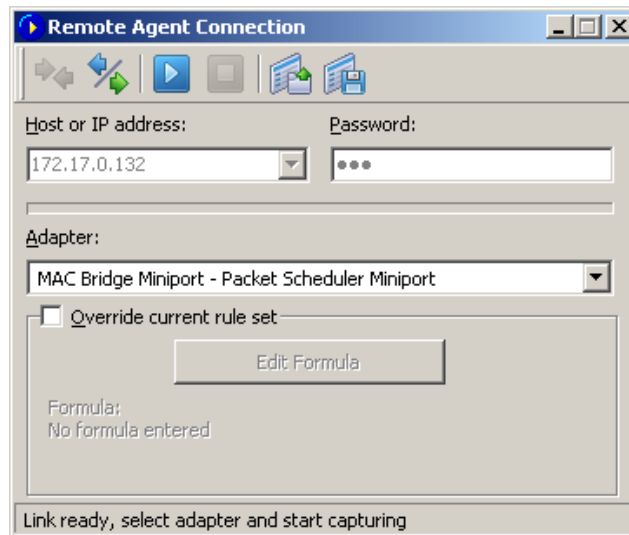 Remote Agent Connection
Host or IP address: Password:
172.17.0.132 •••
Adapter:
MAC Bridge Miniport - Packet Scheduler Miniport
Override current rule set
Edit Formula
Formula:
No formula entered
Link ready, select adapter and start capturing